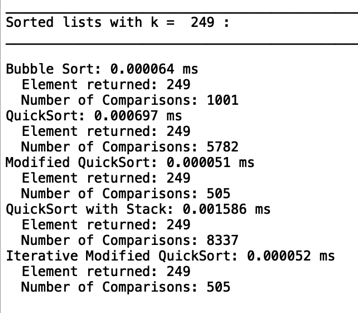 Sorted lists with k =  249 :
Bubble Sort: 0.000064 ms
  Element returned: 249
  Number of Comparisons: 1001
QuickSort: 0.000697 ms
  Element returned: 249
  Number of Comparisons: 5782
Modified QuickSort: 0.000051 ms
  Element returned: 249
  Number of Comparisons: 505
QuickSort with Stack: 0.001586 ms
  Element returned: 249
  Number of Comparisons: 8337
Iterative Modified QuickSort: 0.000052 ms
  Element returned: 249
  Number of Comparisons: 505